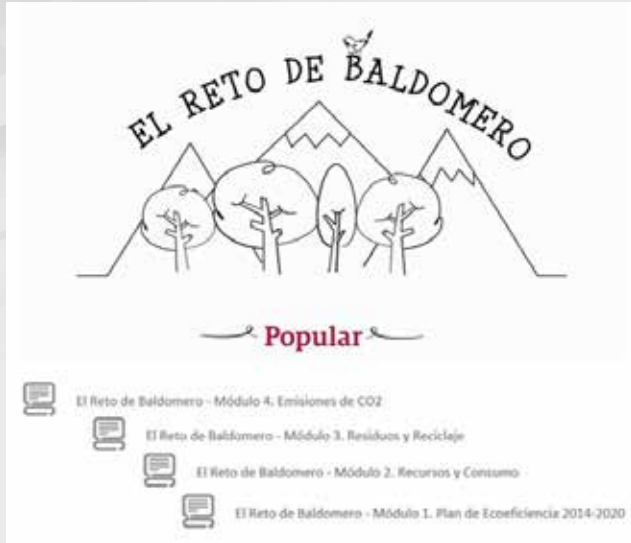 EL RETO DE BALDOMERO
Popular
El Reto de Baldomero - Módulo 4. Emisiones de CO2
El Reto de Baldomero - Módulo 3. Residuos y Reciclaje
El Reto de Baldomero - Módulo 2. Recursos y Consumo
El Reto de Baldomero - Módulo 1. Plan de Ecoeficiencia 2014-2020